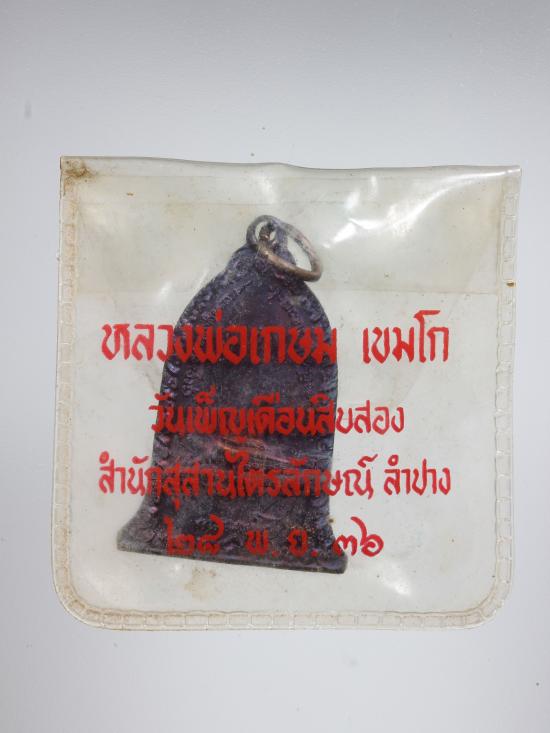 หลวงพ่อเกษม เขมโก
วันเพ็ญเดือนสิบสอง
สำนักสุสานไตรลักษณ์ ลำปาง
๒๘ พ.ย. ๓๖